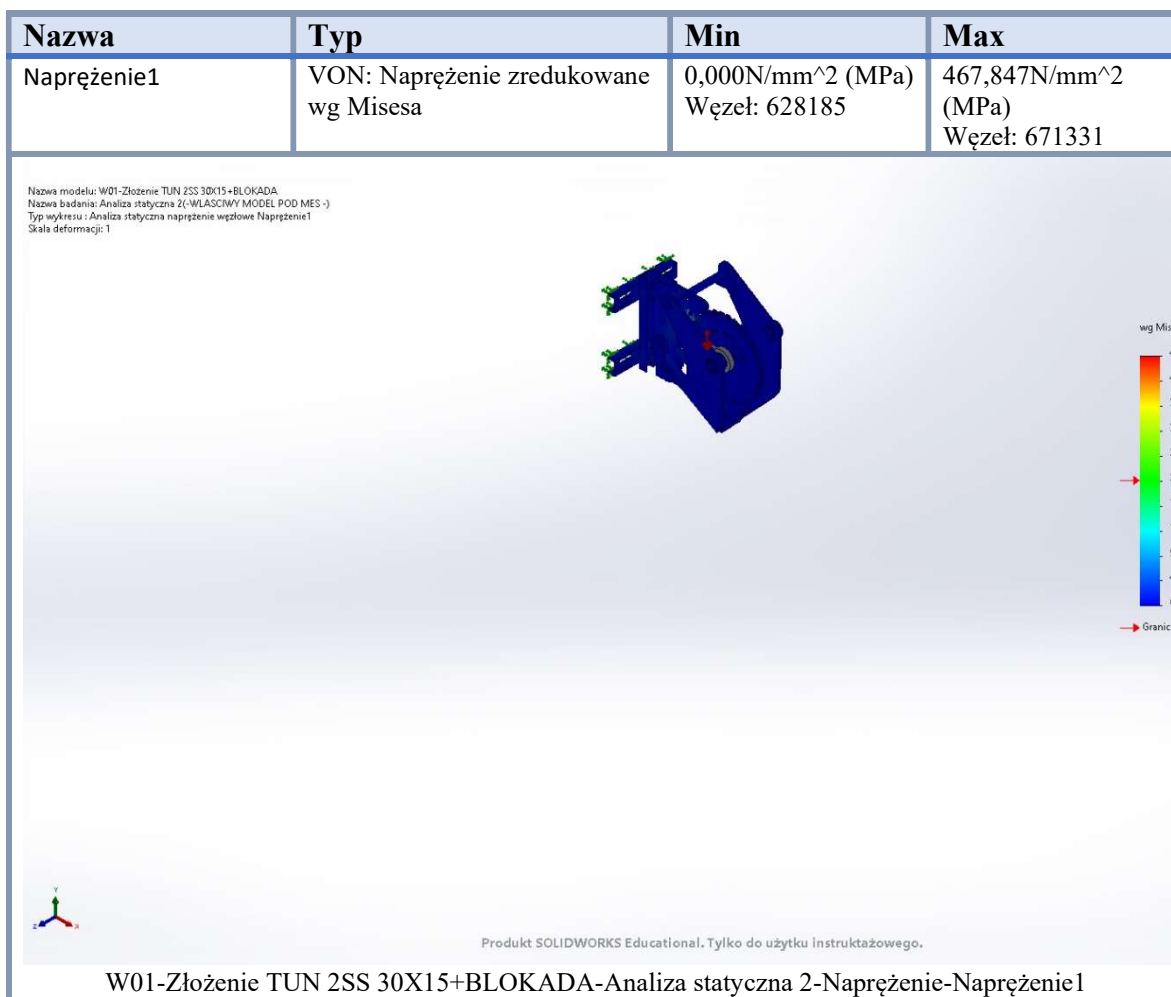 Nazwa Typ Min Max
Naprężenie1 VON: Naprężenie zredukowane wg Misesa 0,000N/mm^2 (MPa) Węzeł: 628185 467,847N/mm^2 (MPa) Węzeł: 671331
Nazwa modelu: W01-Złożenie TUN 2SS 30X15+BLOKADA
Nazwa badania: Analiza statyczna 2(-WLASCIWY MODEL POD MES -)
Typ wykresu : Analiza statyczna naprężenie węzłowe Naprężenie1
Skala deformacji: 1
wg Mis
Granic
Y
Z
X
Produkt SOLIDWORKS Educational. Tylko do użytku instruktażowego.
W01-Złożenie TUN 2SS 30X15+BLOKADA-Analiza statyczna 2-Naprężenie-Naprężenie1